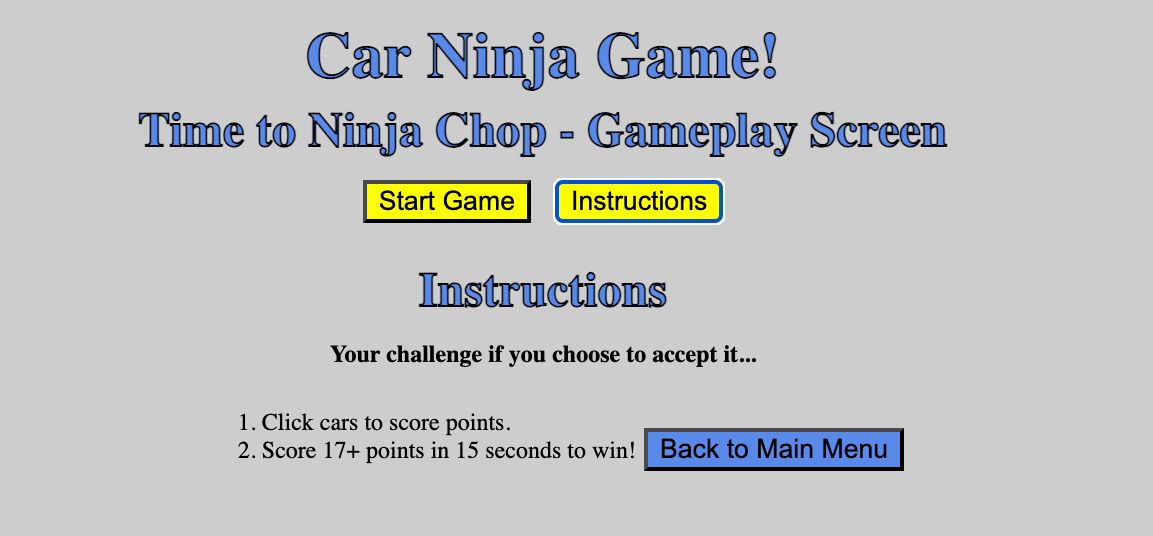 Car Ninja Game!
Time to Ninja Chop - Gameplay Screen
Start Game Instructions
Instructions
Your challenge if you choose to accept it...
1. Click cars to score points.
2. Score 17+ points in 15 seconds to win! Back to Main Menu